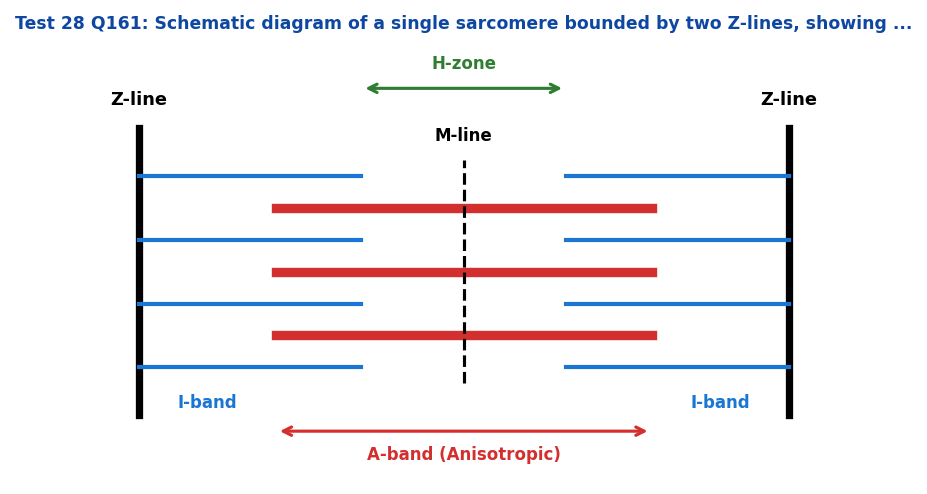 Test 28 Q161: Schematic diagram of a single sarcomere bounded by two Z-lines, showing ...
H-zone
Z-line
Z-line
M-line
I-band
I-band
A-band (Anisotropic)